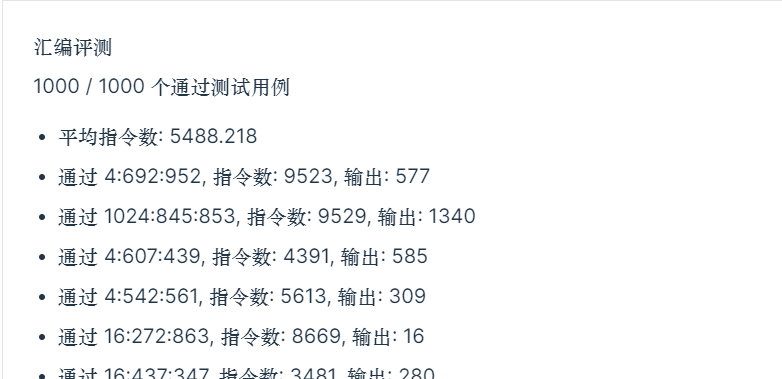 汇编评测
1000 / 1000 个通过测试用例
• 平均指令数: 5488.218
• 通过 4:692:952, 指令数: 9523, 输出: 577
• 通过 1024:845:853, 指令数: 9529, 输出: 1340
• 通过 4:607:439, 指令数: 4391, 输出: 585
• 通过 4:542:561, 指令数: 5613, 输出: 309
• 通过 16:272:863, 指令数: 8669, 输出: 16
• 通过 16:437:347, 指令数: 3481, 输出: 280